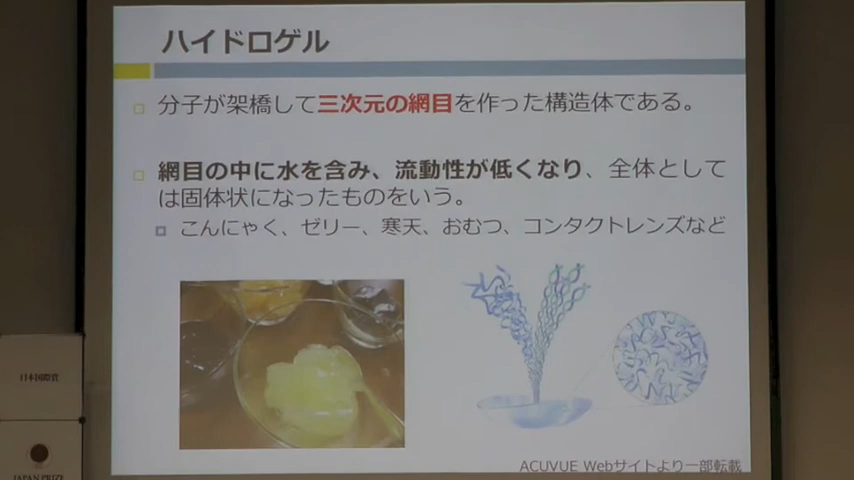 ハイドロゲル
分子が架橋して三次元の網目を作った構造体である。
網目の中に水を含み、流動性が低くなり、全体として
は固体状になったものをいう。
こんにゃく、ゼリー、寒天、おむつ、コンタクトレンズなど
ACUVUE Webサイトより一部転載
日本国際賞
JAPAN PRIZE